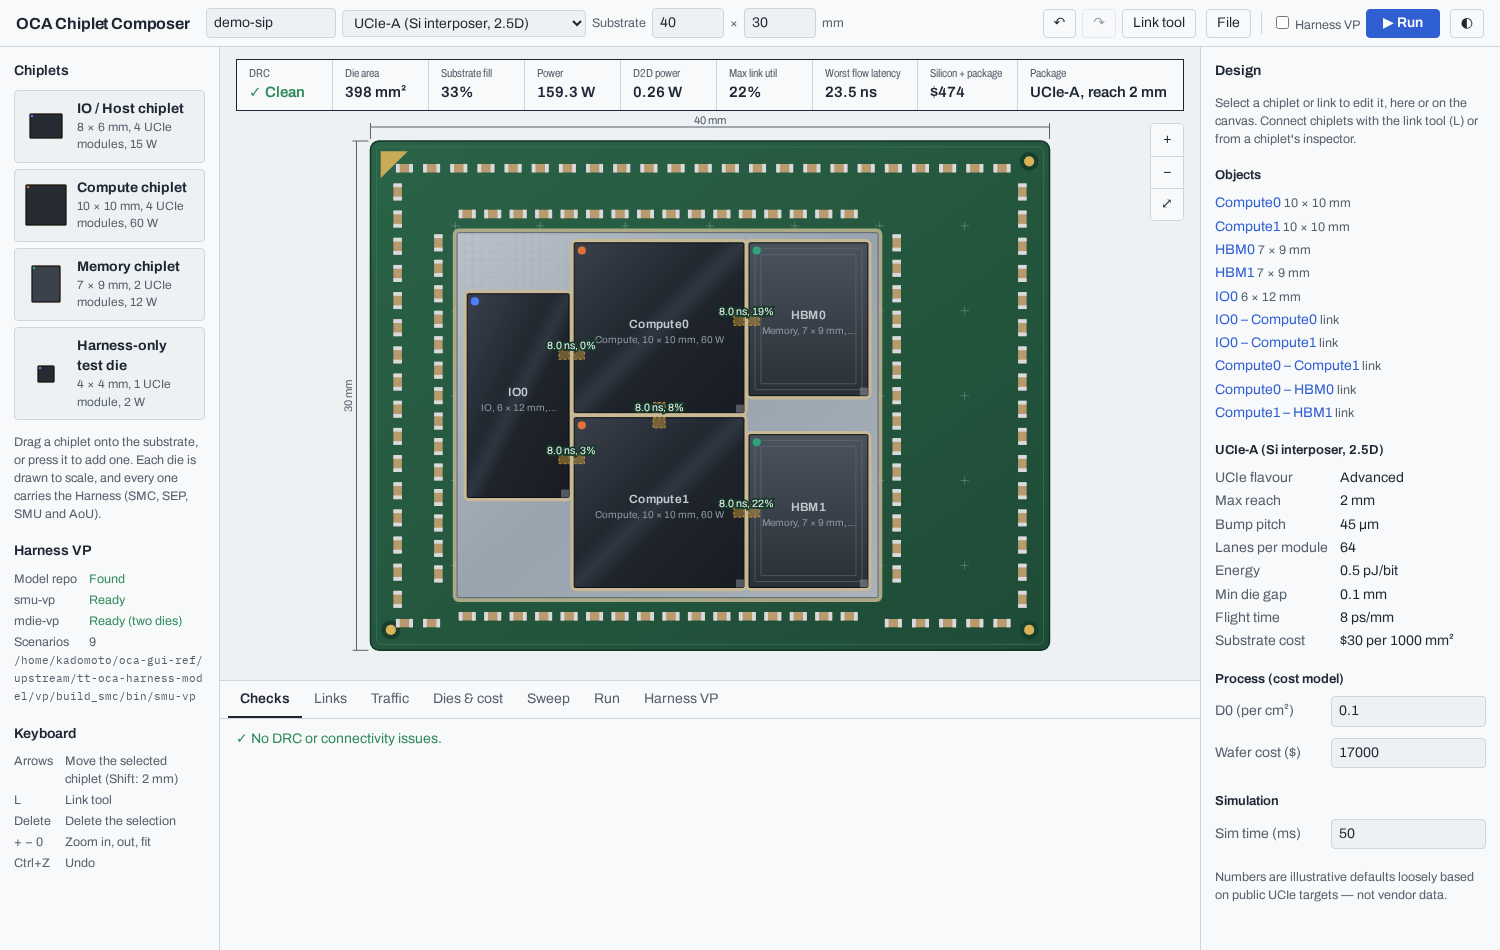 OCA Chiplet Composer
demo-sip
UCIe-A (Si interposer, 2.5D)
Substrate 40 × 30 mm
↶
↷
Link tool
File
Harness VP
▶ Run
◐
Chiplets
IO / Host chiplet
8 × 6 mm, 4 UCIe
modules, 15 W
Compute chiplet
10 × 10 mm, 4 UCIe
modules, 60 W
Memory chiplet
7 × 9 mm, 2 UCIe
modules, 12 W
Harness-only
test die
4 × 4 mm, 1 UCIe
module, 2 W
Drag a chiplet onto the substrate,
or press it to add one. Each die is
drawn to scale, and every one
carries the Harness (SMC, SEP,
SMU and AoU).
Harness VP
Model repo Found
smu-vp Ready
mdie-vp Ready (two dies)
Scenarios 9
/home/kadomoto/oca-gui-ref/
upstream/tt-oca-harness-mod
el/vp/build_smc/bin/smu-vp
Keyboard
Arrows Move the selected
chiplet (Shift: 2 mm)
L Link tool
Delete Delete the selection
+ − 0 Zoom in, out, fit
Ctrl+Z Undo
DRC
✓ Clean
Die area
398 mm²
Substrate fill
33%
Power
159.3 W
D2D power
0.26 W
Max link util
22%
Worst flow latency
23.5 ns
Silicon + package
$474
Package
UCIe-A, reach 2 mm
40 mm
30 mm
+
−
⤢
8.0 ns, 19%
HBM0
Memory, 7 × 9 mm,...
Compute0
Compute, 10 × 10 mm, 60 W
8.0 ns, 0%
IO0
IO, 6 × 12 mm,...
8.0 ns, 8%
8.0 ns, 3%
Compute1
Compute, 10 × 10 mm, 60 W
8.0 ns, 22%
HBM1
Memory, 7 × 9 mm,...
Checks
Links
Traffic
Dies & cost
Sweep
Run
Harness VP
✓ No DRC or connectivity issues.
Design
Select a chiplet or link to edit it, here or on the
canvas. Connect chiplets with the link tool (L) or
from a chiplet's inspector.
Objects
Compute0 10 × 10 mm
Compute1 10 × 10 mm
HBM0 7 × 9 mm
HBM1 7 × 9 mm
IO0 6 × 12 mm
IO0 – Compute0 link
IO0 – Compute1 link
Compute0 – Compute1 link
Compute0 – HBM0 link
Compute1 – HBM1 link
UCIe-A (Si interposer, 2.5D)
UCIe flavour Advanced
Max reach 2 mm
Bump pitch 45 µm
Lanes per module 64
Energy 0.5 pJ/bit
Min die gap 0.1 mm
Flight time 8 ps/mm
Substrate cost $30 per 1000 mm²
Process (cost model)
D0 (per cm²) 0.1
Wafer cost ($) 17000
Simulation
Sim time (ms) 50
Numbers are illustrative defaults loosely based
on public UCIe targets — not vendor data.